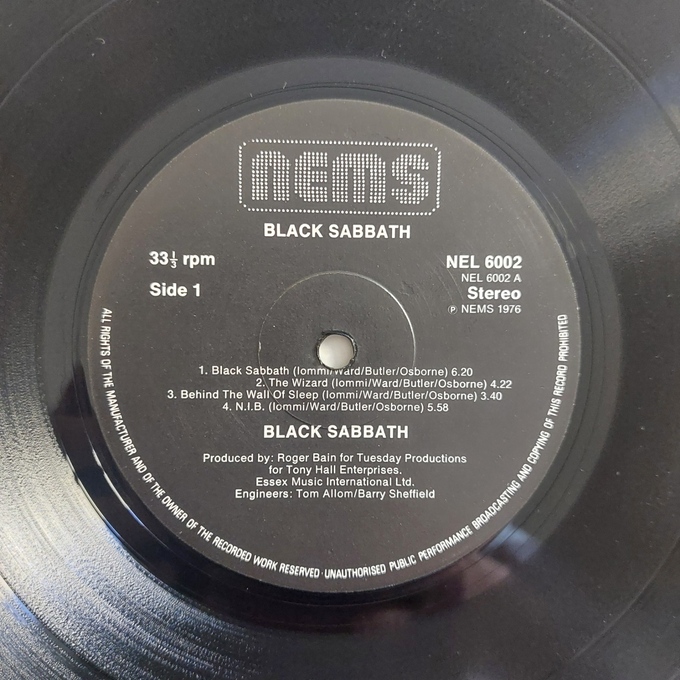 nems
BLACK SABBATH
33⅓ rpm
NEL 6002
NEL 6002 A
Side 1
Stereo
℗ NEMS 1976
1. Black Sabbath (Iommi/Ward/Butler/Osborne) 6.20
2. The Wizard (Iommi/Ward/Butler/Osborne) 4.22
3. Behind The Wall Of Sleep (Iommi/Ward/Butler/Osborne) 3.40
4. N.I.B. (Iommi/Ward/Butler/Osborne) 5.58
BLACK SABBATH
Produced by: Roger Bain for Tuesday Productions
for Tony Hall Enterprises.
Essex Music International Ltd.
Engineers: Tom Allom/Barry Sheffield
ALL RIGHTS OF THE MANUFACTURER AND OF THE OWNER OF THE RECORDED WORK RESERVED · UNAUTHORISED PUBLIC PERFORMANCE BROADCASTING AND COPYING OF THIS RECORD PROHIBITED